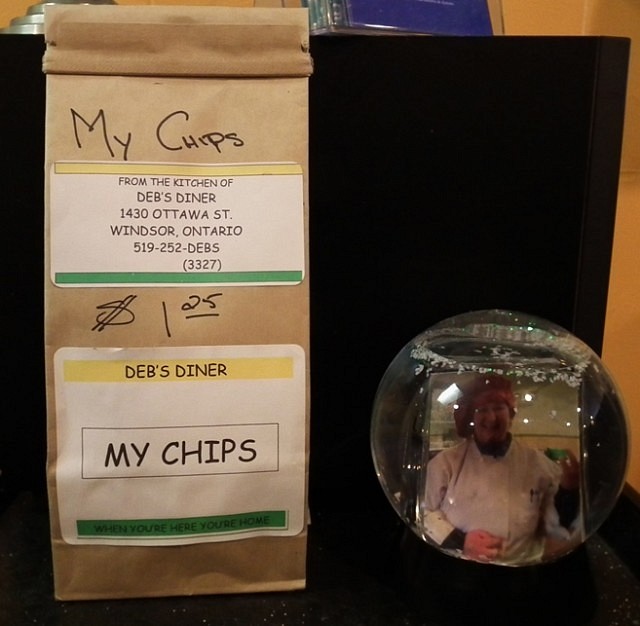 My Chips
FROM THE KITCHEN OF
DEB'S DINER
1430 OTTAWA ST.
WINDSOR, ONTARIO
519-252-DEBS
(3327)
$ 1 25
DEB'S DINER
MY CHIPS
WHEN YOU'RE HERE YOU'RE HOME